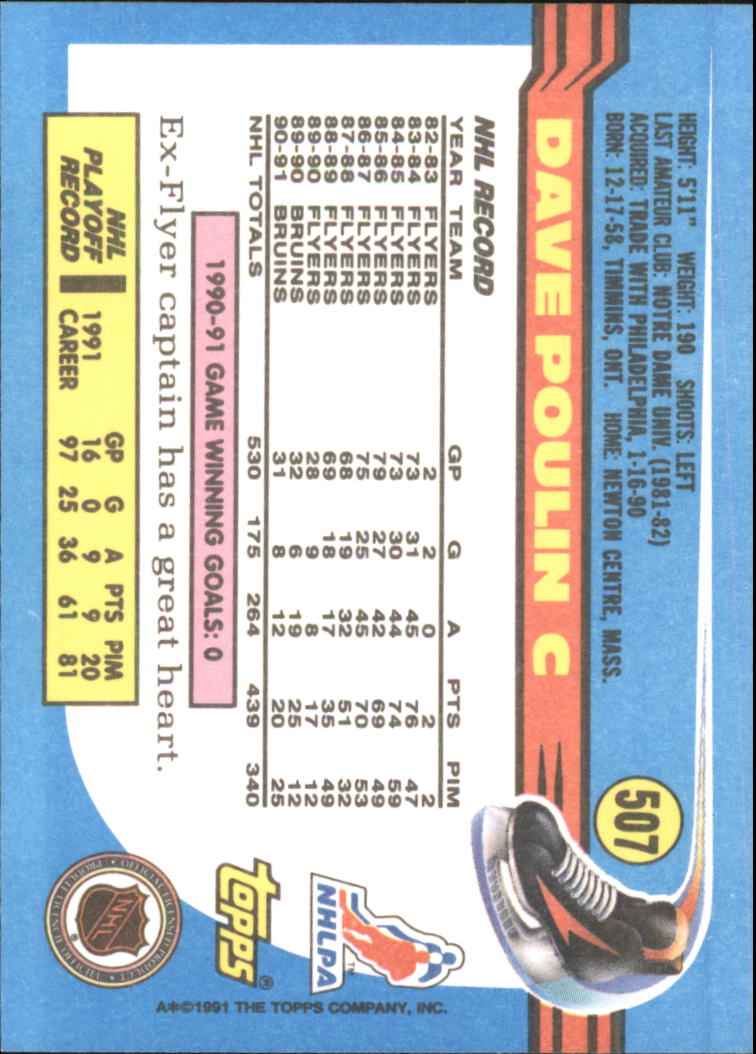 507
HEIGHT: 5'11" WEIGHT: 190 SHOOTS: LEFT
LAST AMATEUR CLUB: NOTRE DAME UNIV. (1981-82)
ACQUIRED: TRADE WITH PHILADELPHIA, 1-16-90
BORN: 12-17-58, TIMMINS, ONT. HOME: NEWTON CENTRE, MASS.
DAVE POULIN C
NHL RECORD
YEAR TEAM GP G A PTS PIM
82-83 FLYERS 2 2 0 2 2
83-84 FLYERS 73 31 45 76 47
84-85 FLYERS 73 30 44 74 59
85-86 FLYERS 79 27 42 69 49
86-87 FLYERS 75 25 45 70 53
87-88 FLYERS 68 19 32 51 32
88-89 FLYERS 69 18 17 35 49
89-90 FLYERS 28 9 8 17 12
89-90 BRUINS 32 6 19 25 12
90-91 BRUINS 31 8 12 20 25
NHL TOTALS 530 175 264 439 340
1990-91 GAME WINNING GOALS: 0
Ex-Flyer captain has a great heart.
NHL PLAYOFF RECORD
GP G A PTS PIM
1991 16 0 9 9 20
CAREER 97 25 36 61 81
NHLPA
TM
topps®
NHL
®
OFFICIAL LICENSED PRODUCT • PRODUIT LICENSE OFFICIEL •
A*©1991 THE TOPPS COMPANY, INC.